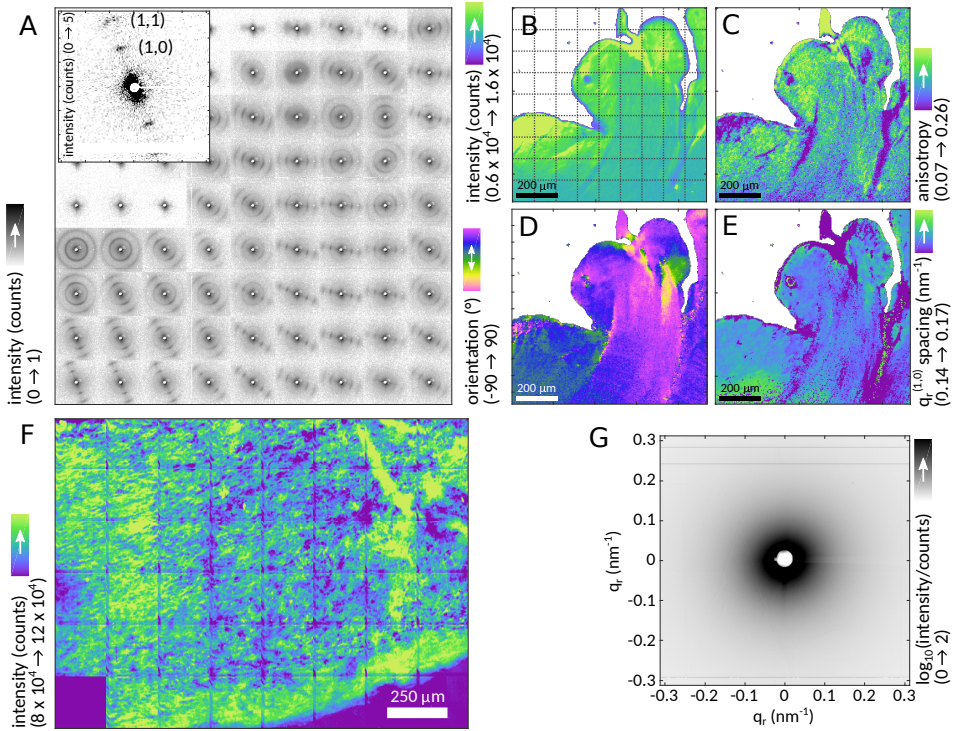 A
(1,1)
(1,0)
intensity (counts)
(0 → 5)
intensity (counts)
(0 → 1)
B
intensity (counts)
(0.6 x 10⁴ → 1.6 x 10⁴)
200 µm
C
anisotropy
(0.07 → 0.26)
200 µm
D
orientation (°)
(-90 → 90)
200 µm
E
qᵣ⁽¹·⁰⁾ spacing (nm⁻¹)
(0.14 → 0.17)
200 µm
F
intensity (counts)
(8 x 10⁴ → 12 x 10⁴)
250 µm
G
0.3
0.2
0.1
0
-0.1
-0.2
-0.3
qᵣ (nm⁻¹)
-0.3 -0.2 -0.1 0 0.1 0.2 0.3
qᵣ (nm⁻¹)
log₁₀(intensity/counts)
(0 → 2)